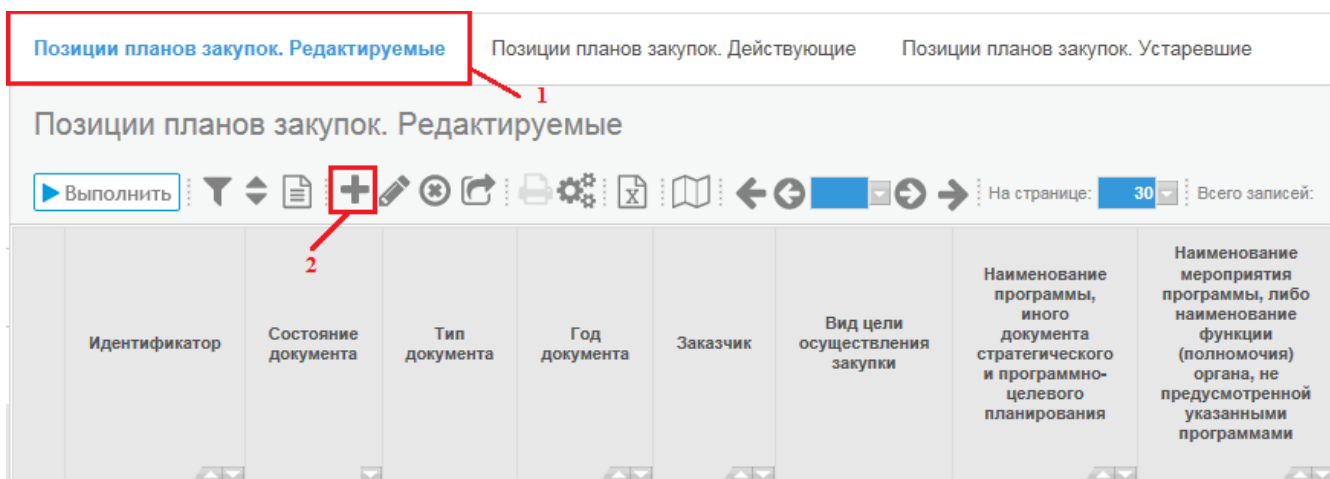 Позиции планов закупок. Редактируемые Позиции планов закупок. Действующие Позиции планов закупок. Устаревшие
1
Позиции планов закупок. Редактируемые
Выполнить На странице: 30 Всего записей:
2
Идентификатор
Состояние
документа
Тип
документа
Год
документа
Заказчик
Вид цели
осуществления
закупки
Наименование
программы,
иного
документа
стратегического
и программно-
целевого
планирования
Наименование
мероприятия
программы, либо
наименование
функции
(полномочия)
органа, не
предусмотренной
указанными
программами